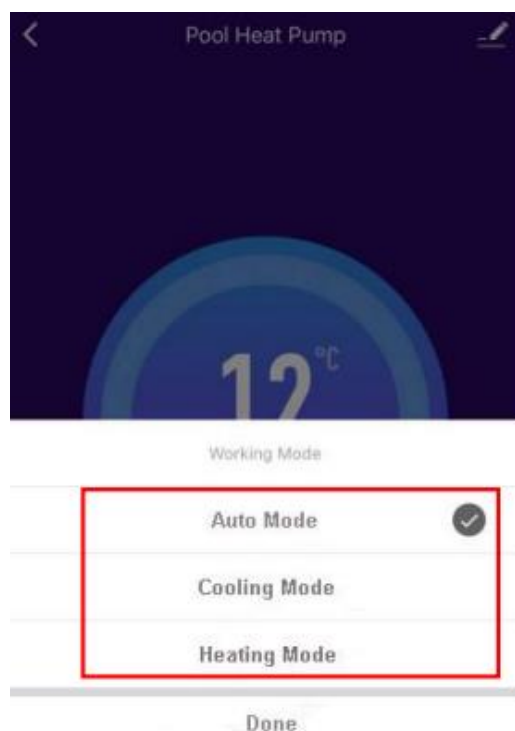 Pool Heat Pump
12 °C
Working Mode
Auto Mode
Cooling Mode
Heating Mode
Done